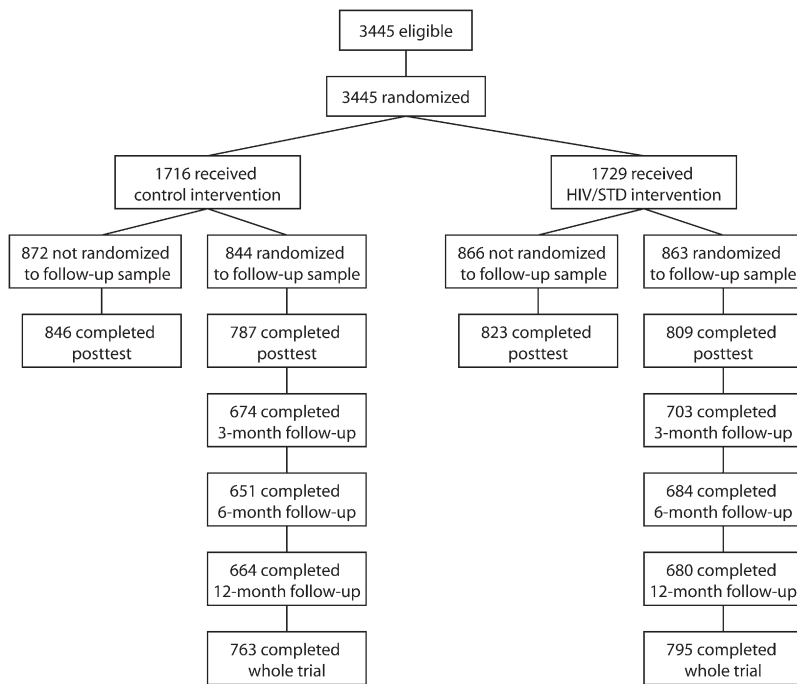 3445 eligible
3445 randomized
1716 received
control intervention
1729 received
HIV/STD intervention
872 not randomized
to follow-up sample
844 randomized
to follow-up sample
866 not randomized
to follow-up sample
863 randomized
to follow-up sample
846 completed
posttest
787 completed
posttest
823 completed
posttest
809 completed
posttest
674 completed
3-month follow-up
703 completed
3-month follow-up
651 completed
6-month follow-up
684 completed
6-month follow-up
664 completed
12-month follow-up
680 completed
12-month follow-up
763 completed
whole trial
795 completed
whole trial